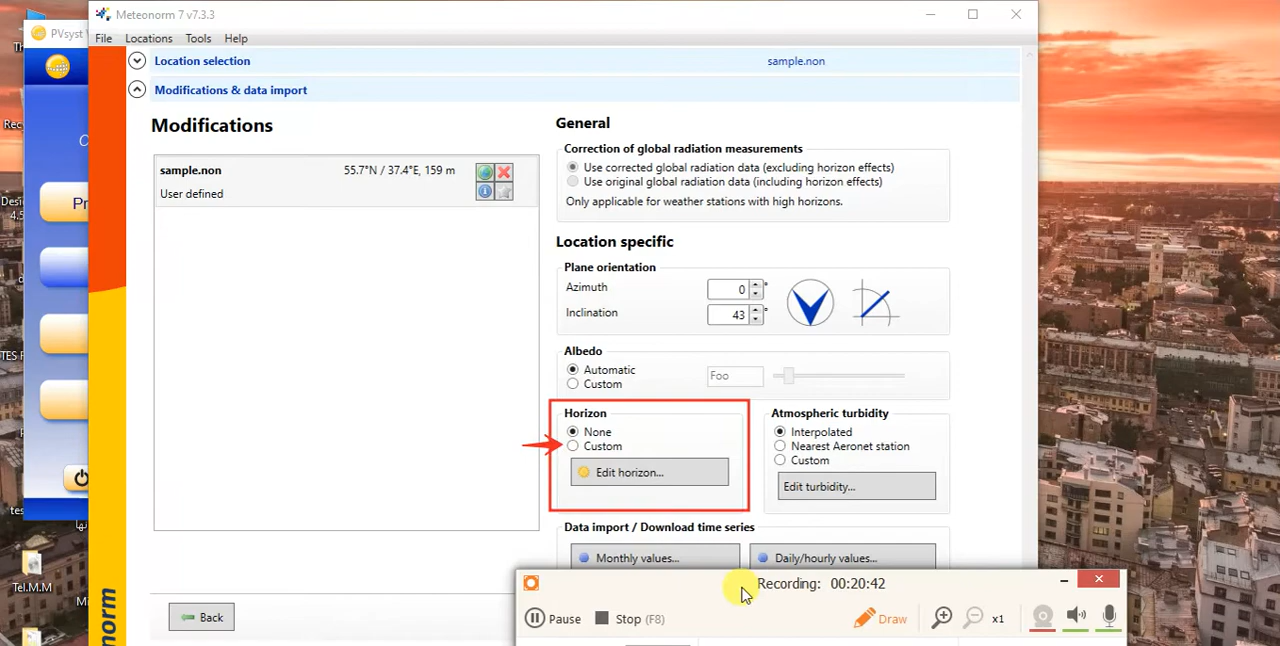 Meteonorm 7 v7.3.3
PVsyst
File Locations Tools Help
Location selection sample.non
Modifications & data import
Modifications
sample.non 55.7°N / 37.4°E, 159 m
User defined
General
Correction of global radiation measurements
Use corrected global radiation data (excluding horizon effects)
Use original global radiation data (including horizon effects)
Only applicable for weather stations with high horizons.
Location specific
Plane orientation
Azimuth 0 °
Inclination 43 °
Albedo
Automatic
Custom
Foo
Horizon
None
Custom
Edit horizon...
Atmospheric turbidity
Interpolated
Nearest Aeronet station
Custom
Edit turbidity...
Data import / Download time series
Monthly values... Daily/hourly values...
Back
Recording: 00:20:42
Pause Stop (F8) Draw x1
Tel.M.M
norm